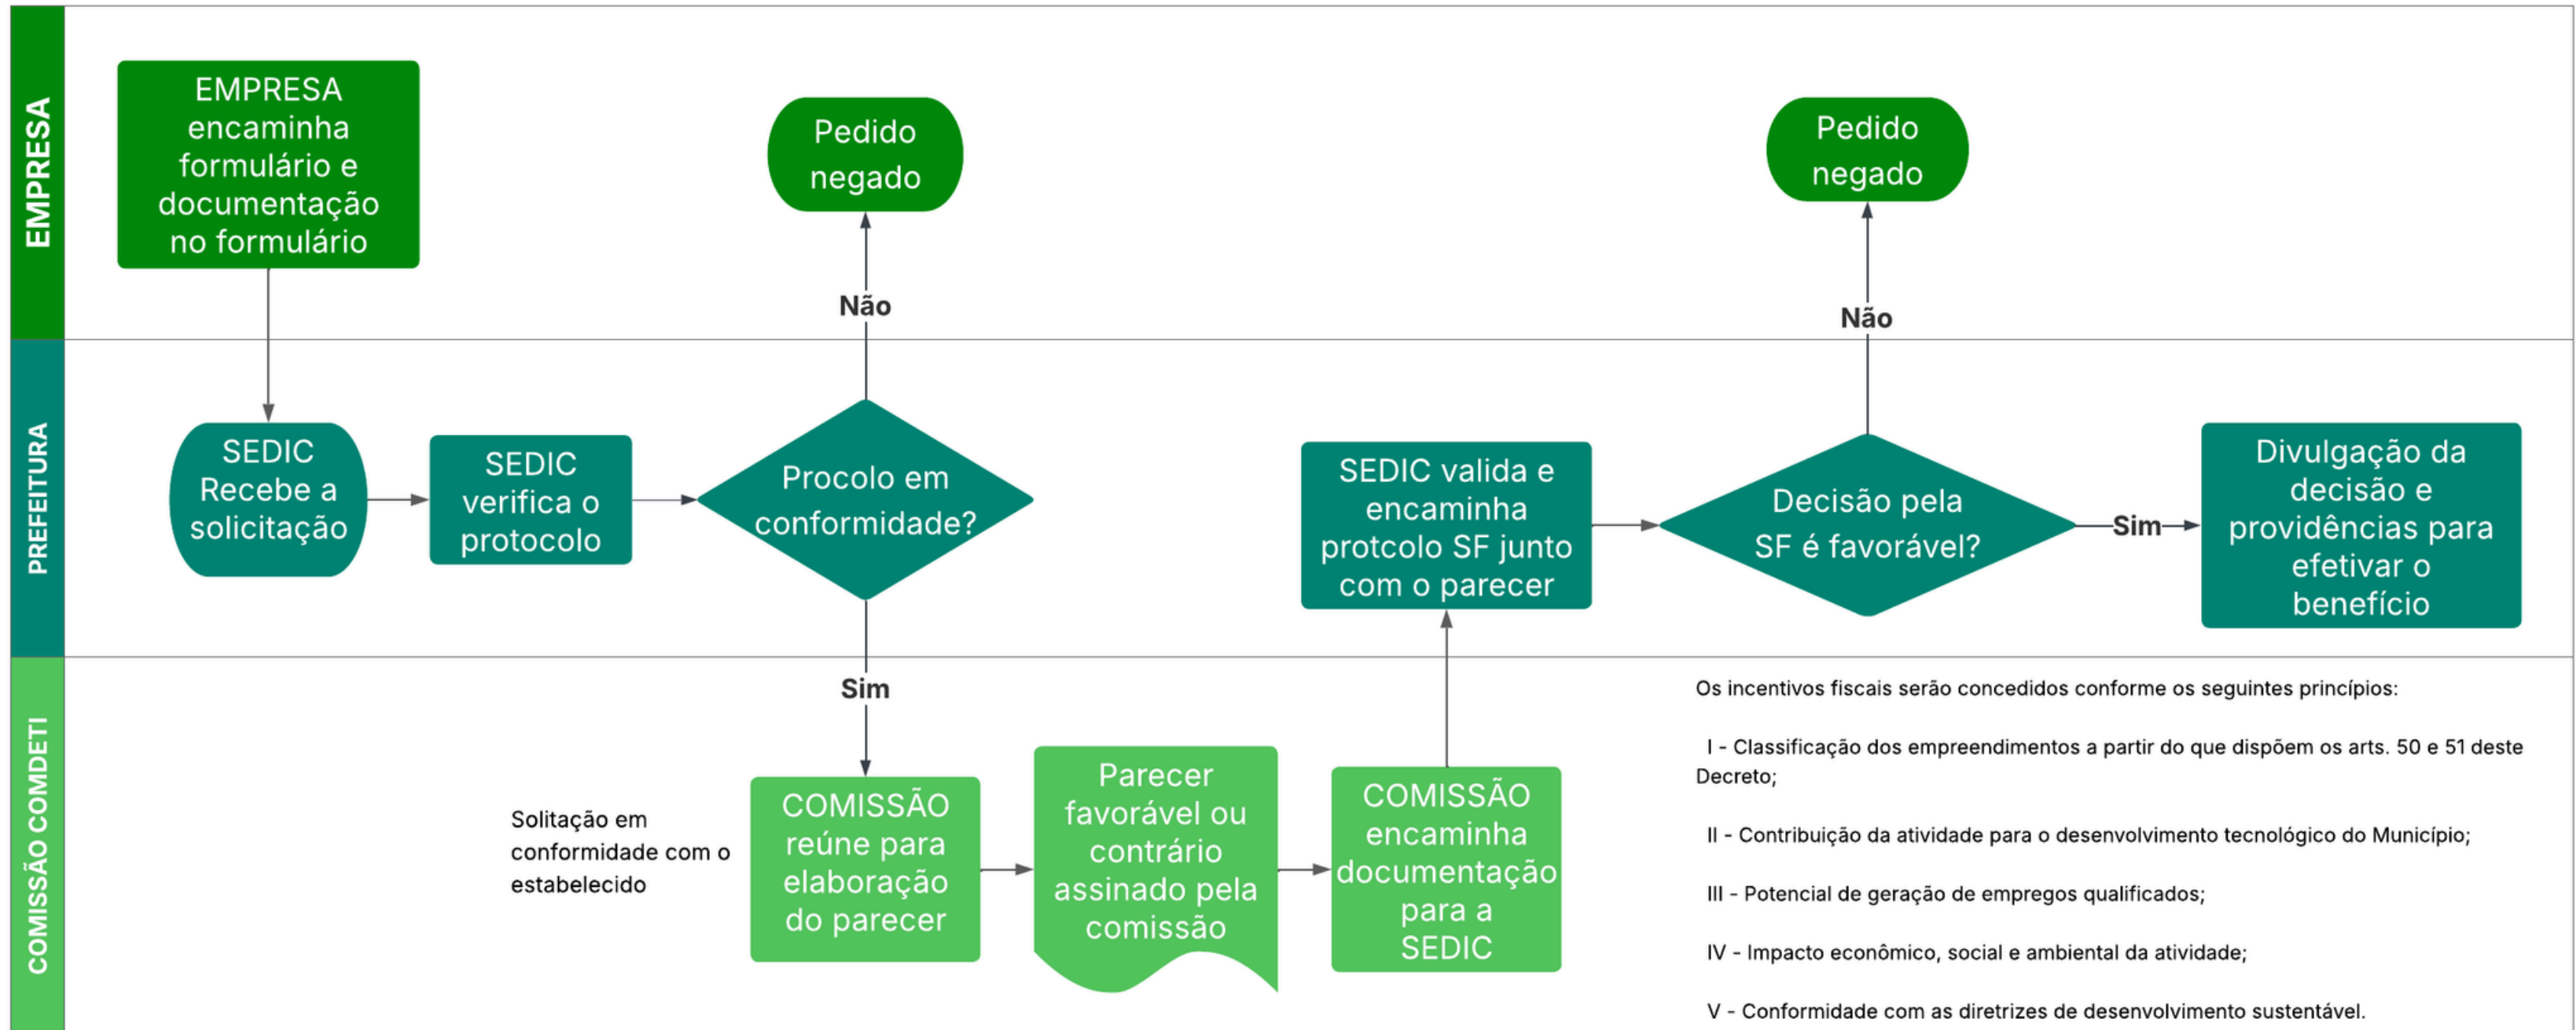 EMPRESA
EMPRESA
encaminha
formulário e
documentação
no formulário
Pedido
negado
Pedido
negado
Não
Não
PREFEITURA
SEDIC
Recebe a
solicitação
SEDIC
verifica o
protocolo
Procolo em
conformidade?
SEDIC valida e
encaminha
protcolo SF junto
com o parecer
Decisão pela
SF é favorável?
Sim
Divulgação da
decisão e
providências para
efetivar o
benefício
Sim
COMISSÃO COMDETI
Solitação em
conformidade com o
estabelecido
COMISSÃO
reúne para
elaboração
do parecer
Parecer
favorável ou
contrário
assinado pela
comissão
COMISSÃO
encaminha
documentação
para a
SEDIC
Os incentivos fiscais serão concedidos conforme os seguintes princípios:
I - Classificação dos empreendimentos a partir do que dispõem os arts. 50 e 51 deste
Decreto;
II - Contribuição da atividade para o desenvolvimento tecnológico do Município;
III - Potencial de geração de empregos qualificados;
IV - Impacto econômico, social e ambiental da atividade;
V - Conformidade com as diretrizes de desenvolvimento sustentável.